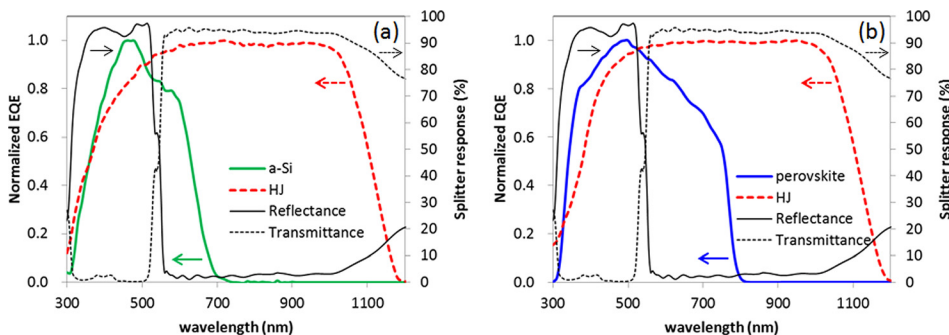 (a)
Normalized EQE
1.0
0.8
0.6
0.4
0.2
0.0
300
500
700
900
1100
wavelength (nm)
100
90
80
70
60
50
40
30
20
10
0
Splitter response (%)
a-Si
HJ
Reflectance
Transmittance
(b)
Normalized EQE
1.0
0.8
0.6
0.4
0.2
0.0
300
500
700
900
1100
wavelength (nm)
100
90
80
70
60
50
40
30
20
10
0
Splitter response (%)
perovskite
HJ
Reflectance
Transmittance